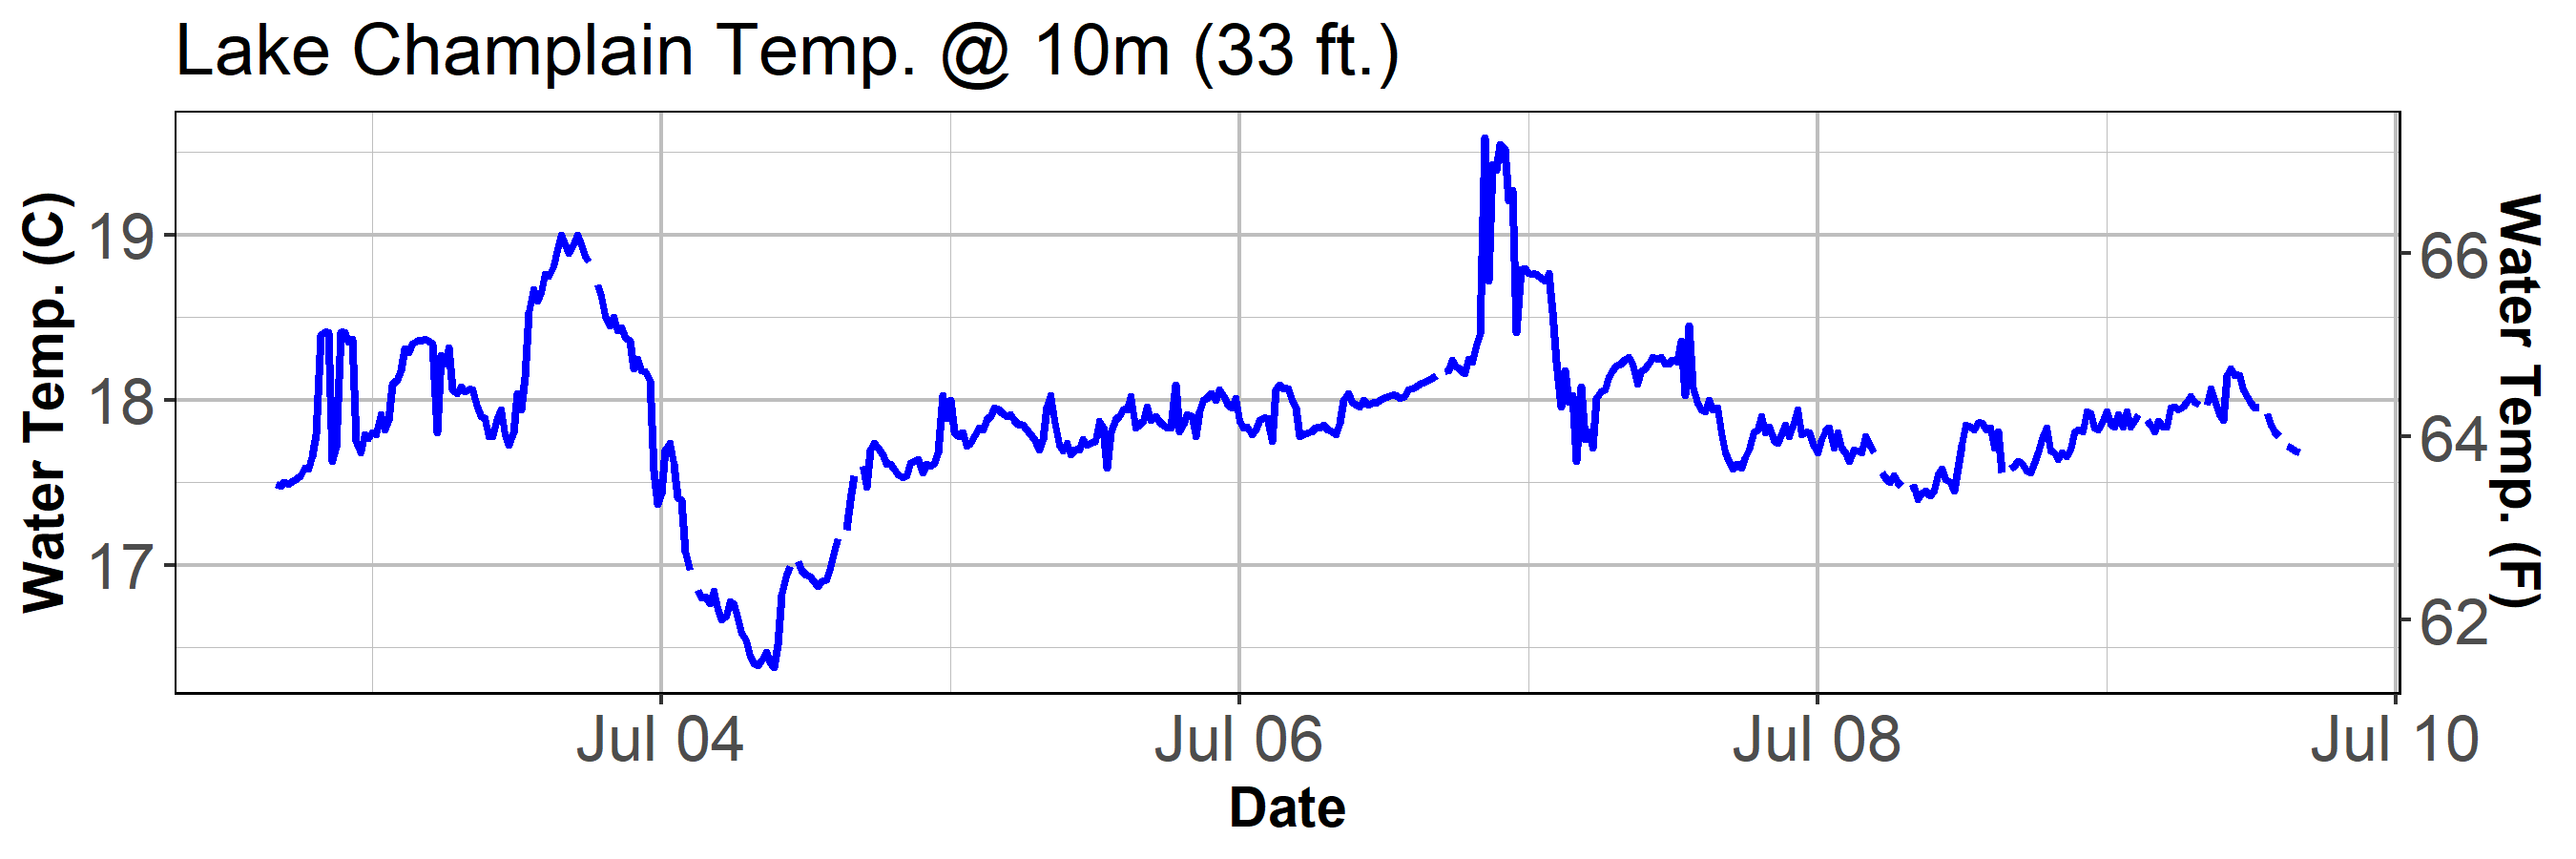 Lake Champlain Temp. @ 10m (33 ft.)
Water Temp. (C)
19
18
17
66
64
62
Water Temp. (F)
Jul 04
Jul 06
Jul 08
Jul 10
Date